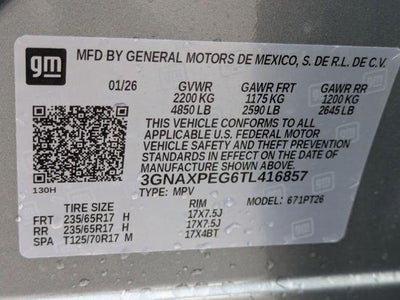 gm
MFD BY GENERAL MOTORS DE MEXICO, S. DE R.L. DE C.V.
01/26 GVWR GAWR FRT GAWR RR
2200 KG 1175 KG 1200 KG
4850 LB 2590 LB 2645 LB
THIS VEHICLE CONFORMS TO ALL
APPLICABLE U.S. FEDERAL MOTOR
VEHICLE SAFETY AND THEFT PREVENTION
STANDARDS IN EFFECT ON THE DATE OF
MANUFACTURE SHOWN ABOVE.
3GNAXPEG6TL416857
130H TYPE: MPV MODEL: 671PT26
TIRE SIZE RIM
FRT 235/65R17 H 17X7.5J
RR 235/65R17 H 17X7.5J
SPA T125/70R17 M 17X4BT